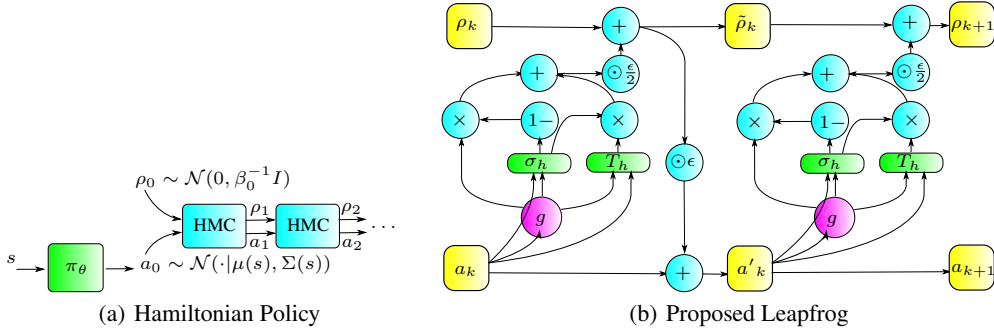 ρ_0 ∼ N(0, β_0^{-1} I)
HMC
ρ_1
a_1
HMC
ρ_2
a_2
...
s
π_θ
a_0 ∼ N(·|μ(s), Σ(s))
(a) Hamiltonian Policy
ρ_k
+
ρ̃_k
+
ρ_{k+1}
+
⊙ ϵ/2
+
⊙ ϵ/2
×
1−
×
×
1−
×
σ_h
T_h
⊙ϵ
σ_h
T_h
g
g
a_k
+
a'_k
a_{k+1}
(b) Proposed Leapfrog